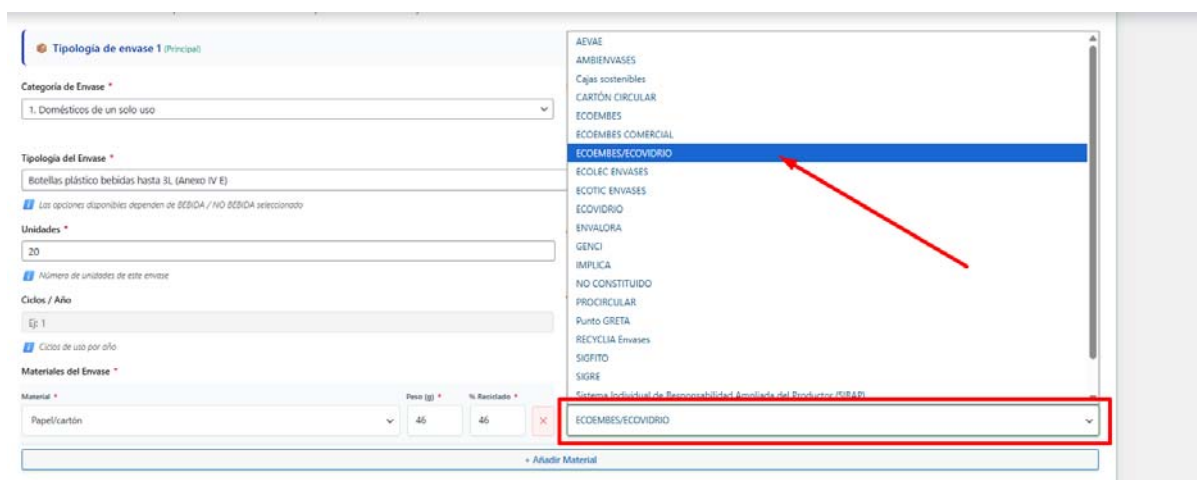 Tipología de envase 1 (Principal)
Categoría de Envase *
1. Domésticos de un solo uso
Tipología del Envase *
Botellas plástico bebidas hasta 3L (Anexo IV E)
Las opciones disponibles dependen de BEBIDA / NO BEBIDA seleccionado
Unidades *
20
Número de unidades de este envase
Ciclos / Año
Ej: 1
Ciclos de uso por año
Materiales del Envase *
Material *
Peso (g) *
% Reciclado *
Papel/cartón
46
46
×
AEVAE
AMBIENVASES
Cajas sostenibles
CARTÓN CIRCULAR
ECOEMBES
ECOEMBES COMERCIAL
ECOEMBES/ECOVIDRIO
ECOLEC ENVASES
ECOTIC ENVASES
ECOVIDRIO
ENVALORA
GENCI
IMPLICA
NO CONSTITUIDO
PROCIRCULAR
Punto GRETA
RECYCLIA Envases
SIGFITO
SIGRE
Sistema Individual de Responsabilidad Ampliada del Productor (SIRAP)
ECOEMBES/ECOVIDRIO
+ Añadir Material